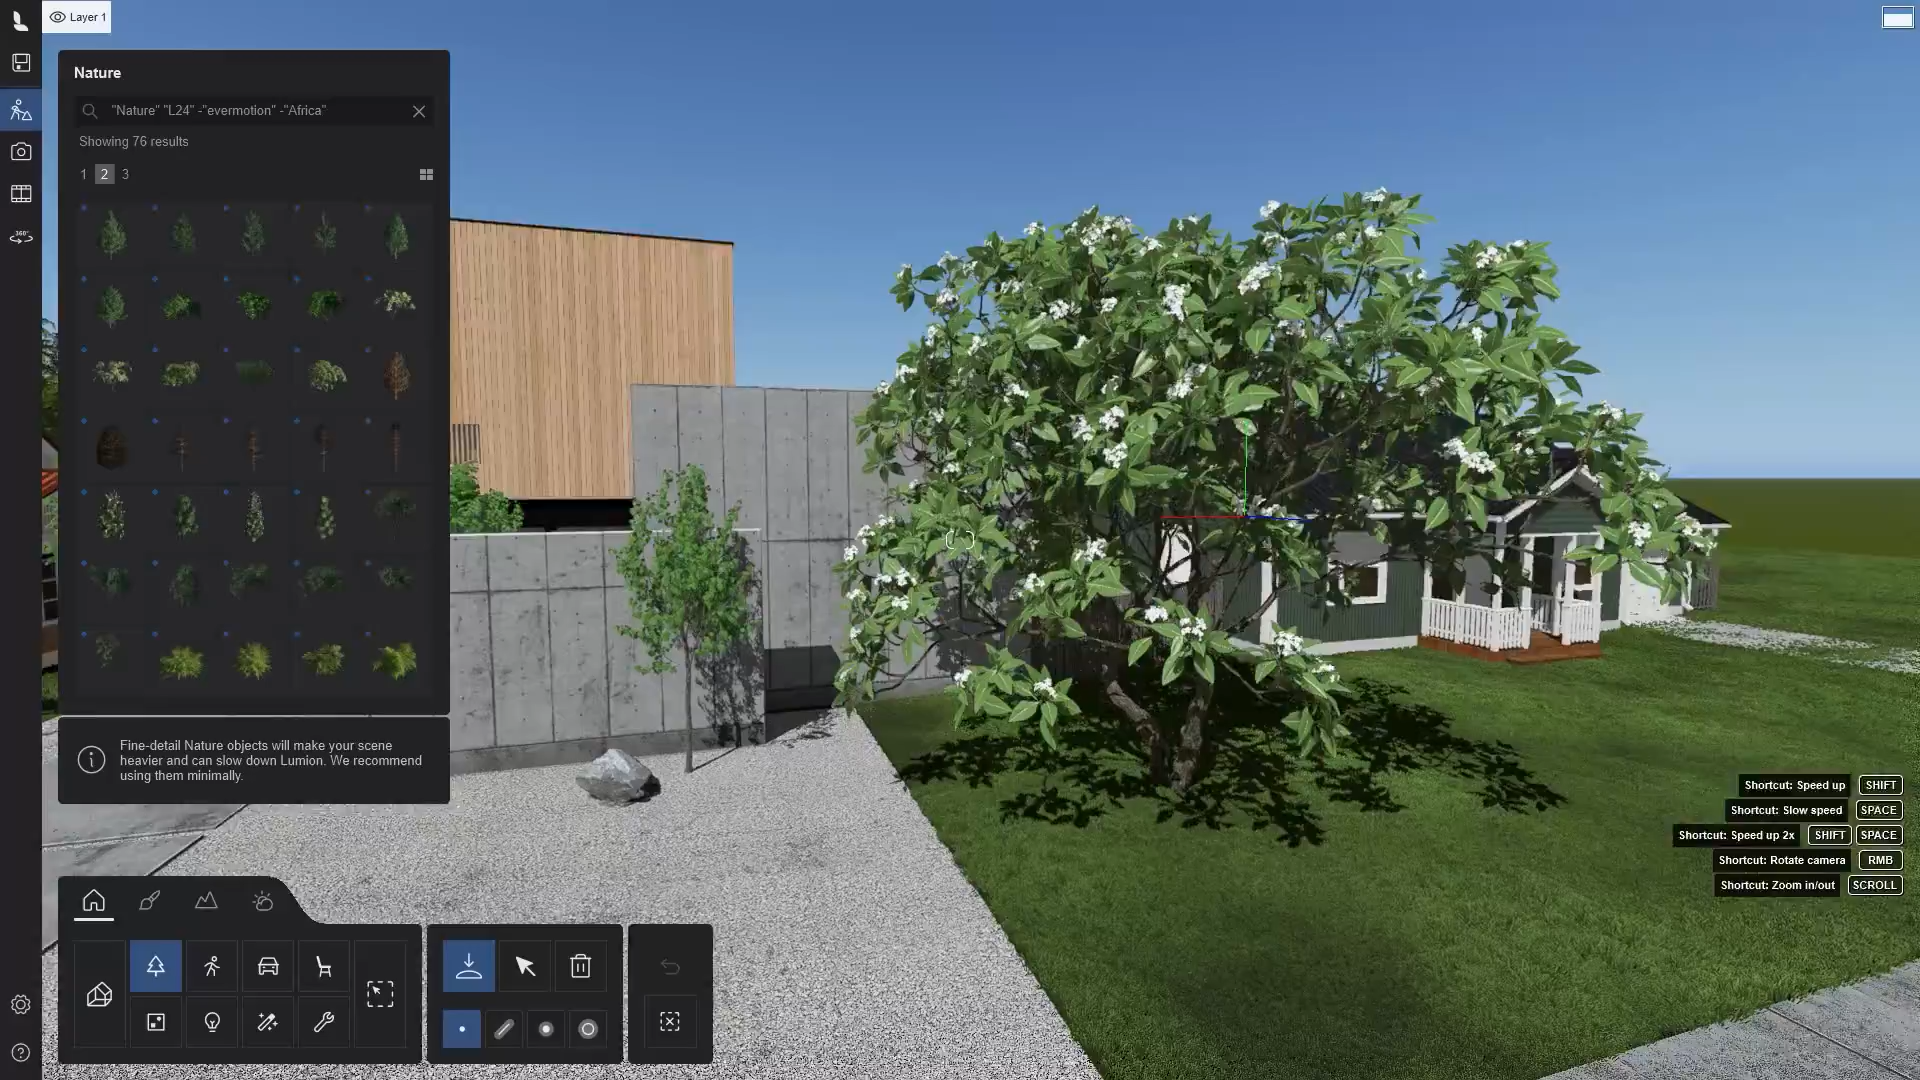 Layer 1
Nature
"Nature" "L24" -"evermotion" -"Africa"
Showing 76 results
1 2 3
Fine-detail Nature objects will make your scene
heavier and can slow down Lumion. We recommend
using them minimally.
Shortcut: Speed up SHIFT
Shortcut: Slow speed SPACE
Shortcut: Speed up 2x SHIFT SPACE
Shortcut: Rotate camera RMB
Shortcut: Zoom in/out SCROLL
360°